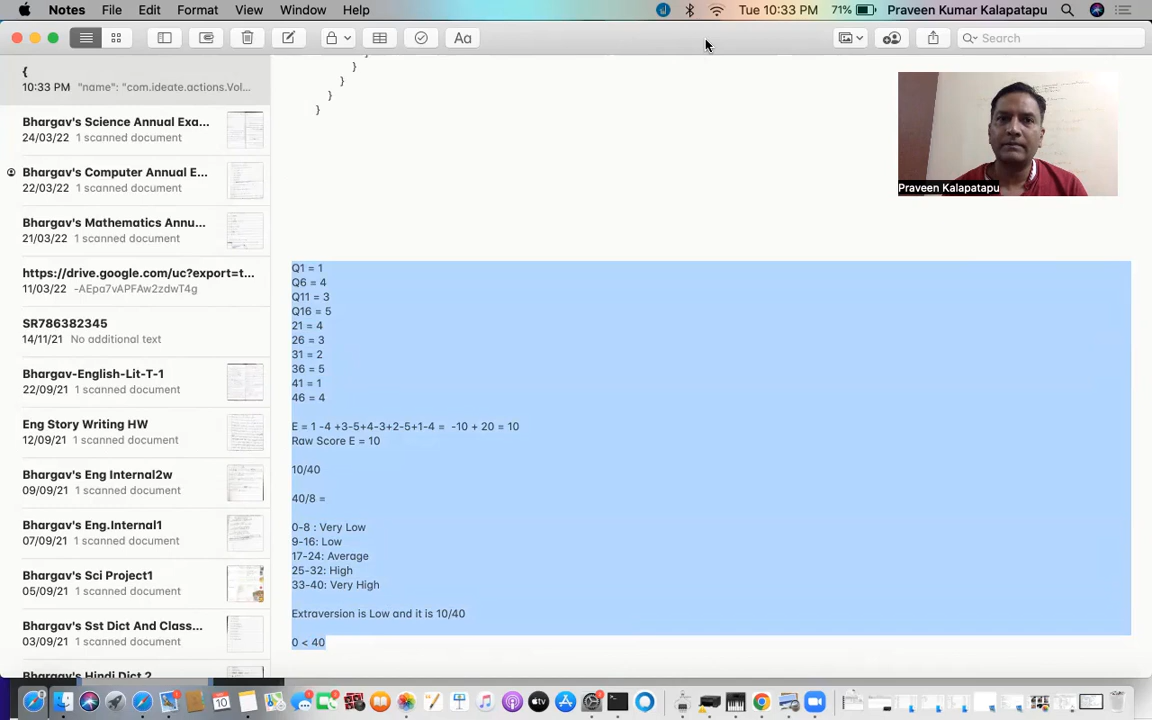 Notes File Edit Format View Window Help
Tue 10:33 PM 71% Praveen Kumar Kalapatapu
Aa
Search
{
10:33 PM "name": "com.ideate.actions.Vol...
Bhargav's Science Annual Exa...
24/03/22 1 scanned document
Bhargav's Computer Annual E...
22/03/22 1 scanned document
Bhargav's Mathematics Annu...
21/03/22 1 scanned document
https://drive.google.com/uc?export=t...
11/03/22 -AEpa7vAPFAw2zdwT4g
SR786382345
14/11/21 No additional text
Bhargav-English-Lit-T-1
22/09/21 1 scanned document
Eng Story Writing HW
12/09/21 1 scanned document
Bhargav's Eng Internal2w
09/09/21 1 scanned document
Bhargav's Eng.Internal1
07/09/21 1 scanned document
Bhargav's Sci Project1
05/09/21 1 scanned document
Bhargav's Sst Dict And Class...
03/09/21 1 scanned document
Bhargav's Hindi Dict 2
}
}
}
}
Praveen Kalapatapu
Q1 = 1
Q6 = 4
Q11 = 3
Q16 = 5
21 = 4
26 = 3
31 = 2
36 = 5
41 = 1
46 = 4
E = 1 -4 +3-5+4-3+2-5+1-4 = -10 + 20 = 10
Raw Score E = 10
10/40
40/8 =
0-8 : Very Low
9-16: Low
17-24: Average
25-32: High
33-40: Very High
Extraversion is Low and it is 10/40
0 < 40